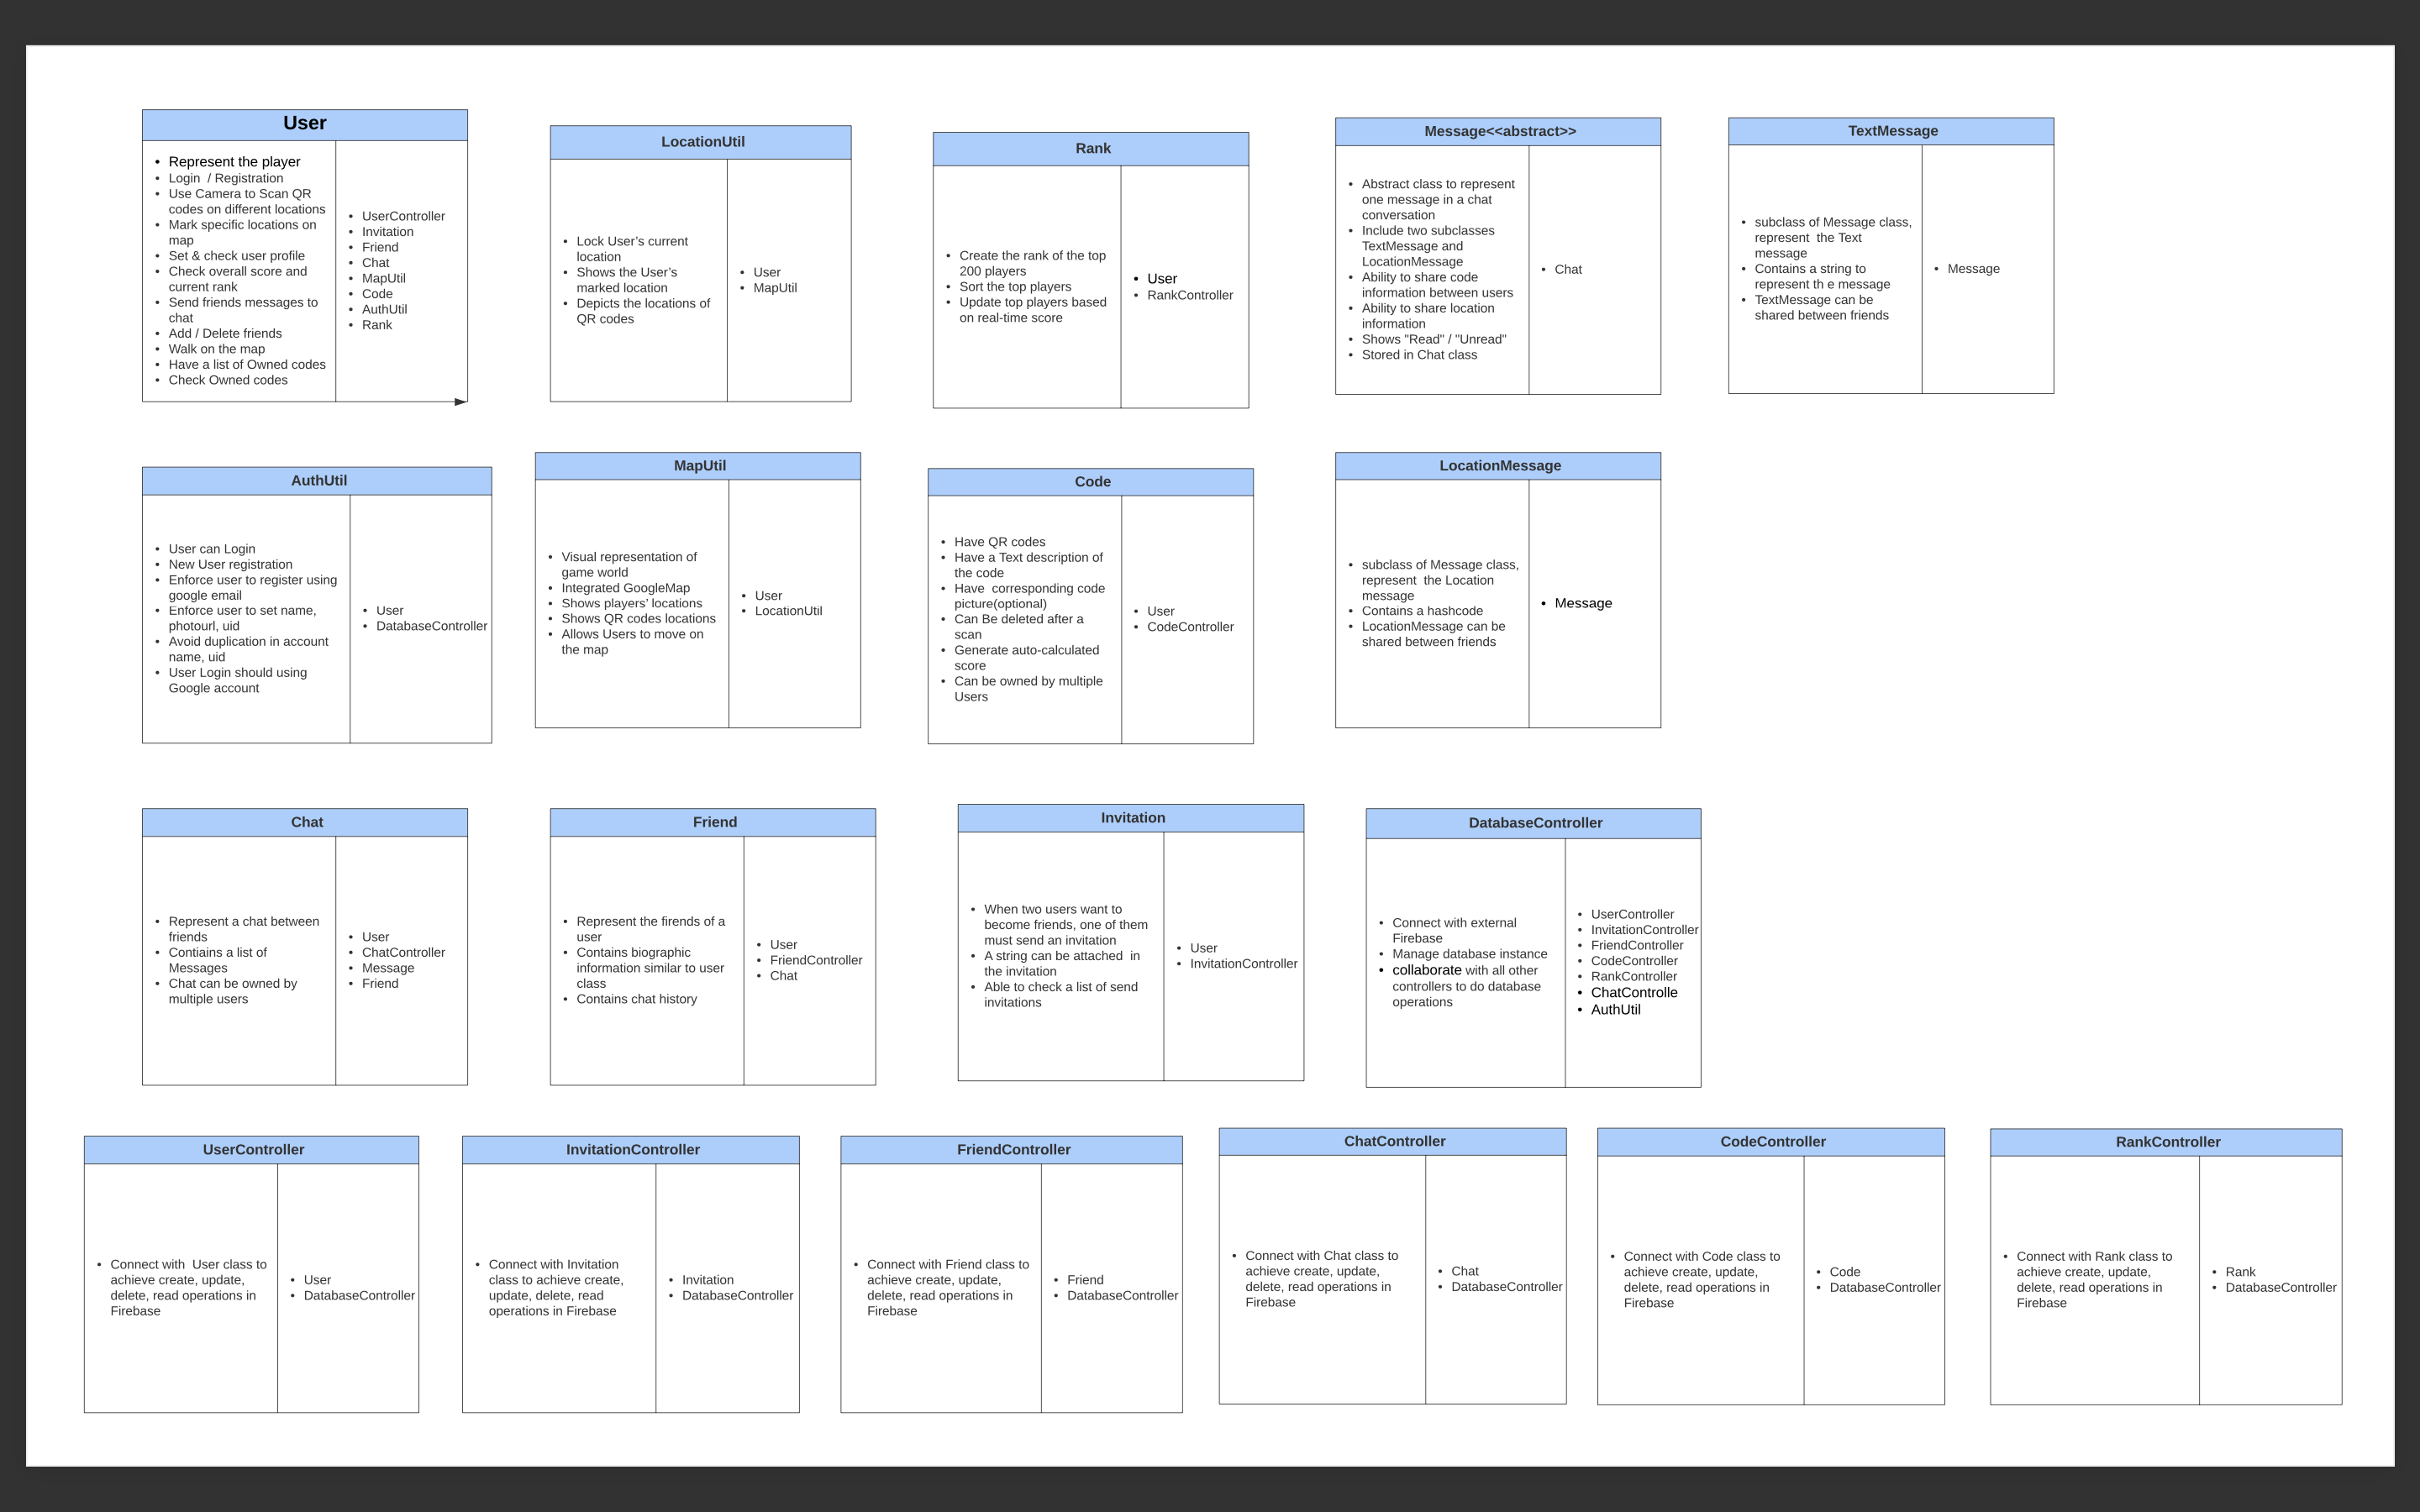 User
• Represent the player
• Login  / Registration
• Use Camera to Scan QR
codes on different locations
• Mark specific locations on
map
• Set & check user profile
• Check overall score and
current rank
• Send friends messages to
chat
• Add / Delete friends
• Walk on the map
• Have a list of Owned codes
• Check Owned codes
• UserController
• Invitation
• Friend
• Chat
• MapUtil
• Code
• AuthUtil
• Rank
LocationUtil
• Lock User’s current
location
• Shows the User’s
marked location
• Depicts the locations of
QR codes
• User
• MapUtil
Rank
• Create the rank of the top
200 players
• Sort the top players
• Update top players based
on real-time score
• User
• RankController
Message<<abstract>>
• Abstract class to represent
one message in a chat
conversation
• Include two subclasses
TextMessage and
LocationMessage
• Ability to share code
information between users
• Ability to share location
information
• Shows "Read" / "Unread"
• Stored in Chat class
• Chat
TextMessage
• subclass of Message class,
represent  the Text
message
• Contains a string to
represent th e message
• TextMessage can be
shared between friends
• Message
AuthUtil
• User can Login
• New User registration
• Enforce user to register using
google email
• Enforce user to set name,
photourl, uid
• Avoid duplication in account
name, uid
• User Login should using
Google account
• User
• DatabaseController
MapUtil
• Visual representation of
game world
• Integrated GoogleMap
• Shows players’ locations
• Shows QR codes locations
• Allows Users to move on
the map
• User
• LocationUtil
Code
• Have QR codes
• Have a Text description of
the code
• Have  corresponding code
picture(optional)
• Can Be deleted after a
scan
• Generate auto-calculated
score
• Can be owned by multiple
Users
• User
• CodeController
LocationMessage
• subclass of Message class,
represent  the Location
message
• Contains a hashcode
• LocationMessage can be
shared between friends
• Message
Chat
• Represent a chat between
friends
• Contiains a list of
Messages
• Chat can be owned by
multiple users
• User
• ChatController
• Message
• Friend
Friend
• Represent the firends of a
user
• Contains biographic
information similar to user
class
• Contains chat history
• User
• FriendController
• Chat
Invitation
• When two users want to
become friends, one of them
must send an invitation
• A string can be attached  in
the invitation
• Able to check a list of send
invitations
• User
• InvitationController
DatabaseController
• Connect with external
Firebase
• Manage database instance
• collaborate with all other
controllers to do database
operations
• UserController
• InvitationController
• FriendController
• CodeController
• RankController
• ChatControlle
• AuthUtil
UserController
• Connect with  User class to
achieve create, update,
delete, read operations in
Firebase
• User
• DatabaseController
InvitationController
• Connect with Invitation
class to achieve create,
update, delete, read
operations in Firebase
• Invitation
• DatabaseController
FriendController
• Connect with Friend class to
achieve create, update,
delete, read operations in
Firebase
• Friend
• DatabaseController
ChatController
• Connect with Chat class to
achieve create, update,
delete, read operations in
Firebase
• Chat
• DatabaseController
CodeController
• Connect with Code class to
achieve create, update,
delete, read operations in
Firebase
• Code
• DatabaseController
RankController
• Connect with Rank class to
achieve create, update,
delete, read operations in
Firebase
• Rank
• DatabaseController